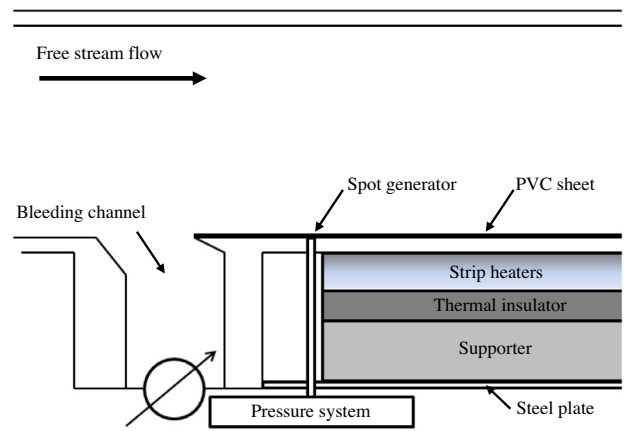 Free stream flow
Spot generator
PVC sheet
Bleeding channel
Strip heaters
Thermal insulator
Supporter
Pressure system
Steel plate